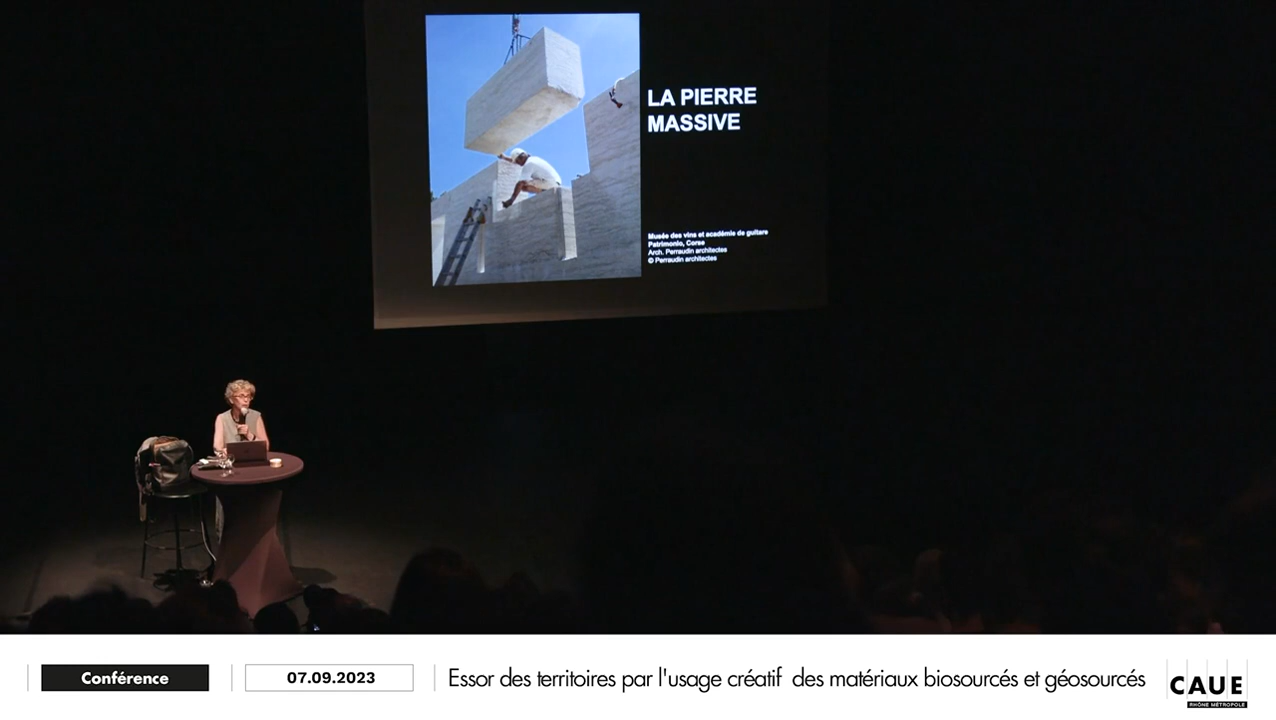 LA PIERRE
MASSIVE
Musée des vins et académie de guitare
Patrimonio, Corse
Arch. Perraudin architectes
© Perraudin architectes
Conférence
07.09.2023
Essor des territoires par l'usage créatif des matériaux biosourcés et géosourcés
CAUE
RHÔNE MÉTROPOLE